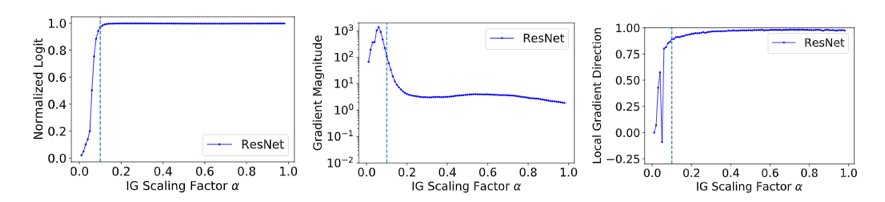 Normalized Logit
1.0
0.8
0.6
0.4
0.2
0.0
ResNet
0.0 0.2 0.4 0.6 0.8 1.0
IG Scaling Factor α
Gradient Magnitude
10³
10²
10¹
10⁰
10⁻¹
10⁻²
ResNet
0.0 0.2 0.4 0.6 0.8 1.0
IG Scaling Factor α
Local Gradient Direction
1.00
0.75
0.50
0.25
0.00
−0.25
ResNet
0.0 0.2 0.4 0.6 0.8 1.0
IG Scaling Factor α